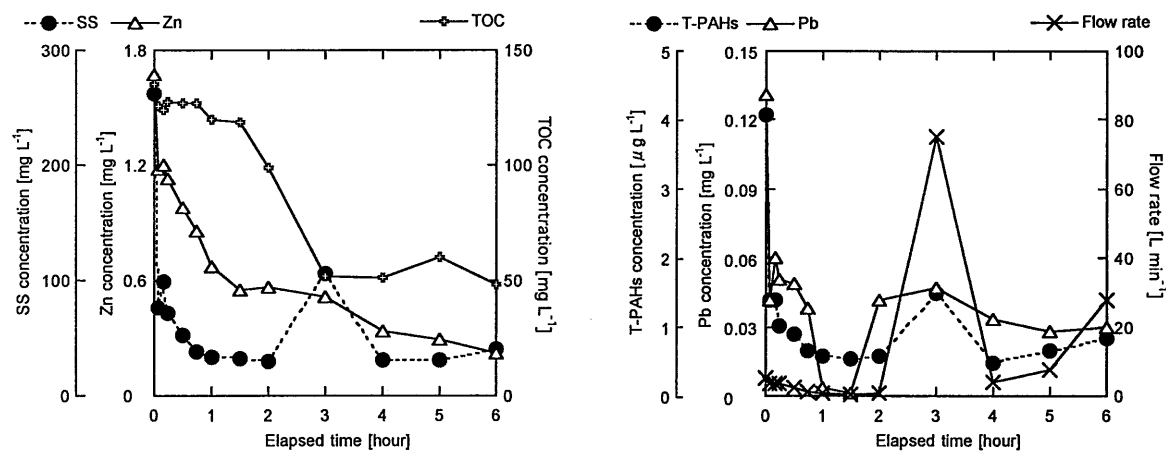 SS Zn TOC
300 1.8 150
200 1.2 100
100 0.6 50
0 0 0
SS concentration [mg L⁻¹]
Zn concentration [mg L⁻¹]
TOC concentration [mg L⁻¹]
0 1 2 3 4 5 6
Elapsed time [hour]
T-PAHs Pb Flow rate
5 0.15 100
4 0.12 80
3 0.09 60
2 0.06 40
1 0.03 20
0 0 0
T-PAHs concentration [μg L⁻¹]
Pb concentration [mg L⁻¹]
Flow rate [L min⁻¹]
0 1 2 3 4 5 6
Elapsed time [hour]